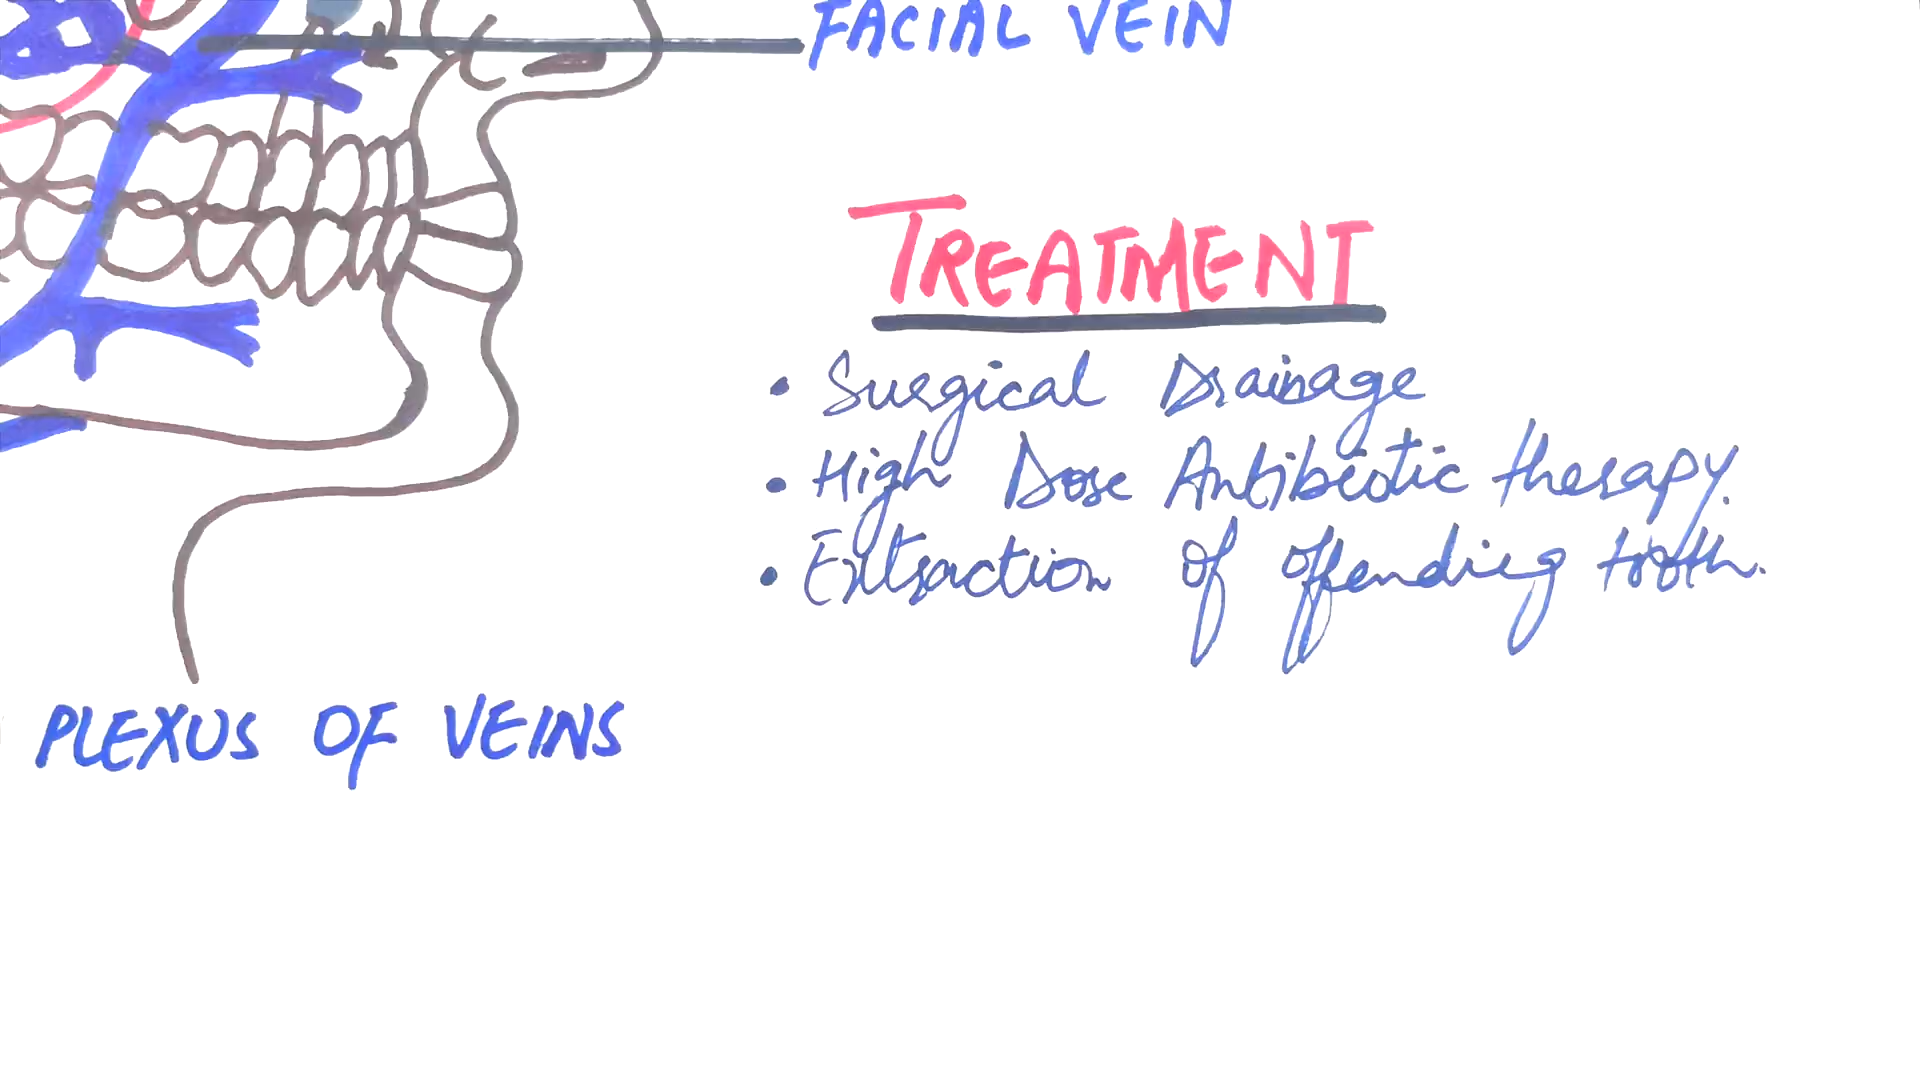 FACIAL VEIN
TREATMENT
• Surgical Drainage
• High Dose Antibiotic therapy.
• Extraction of offending tooth.
PLEXUS OF VEINS